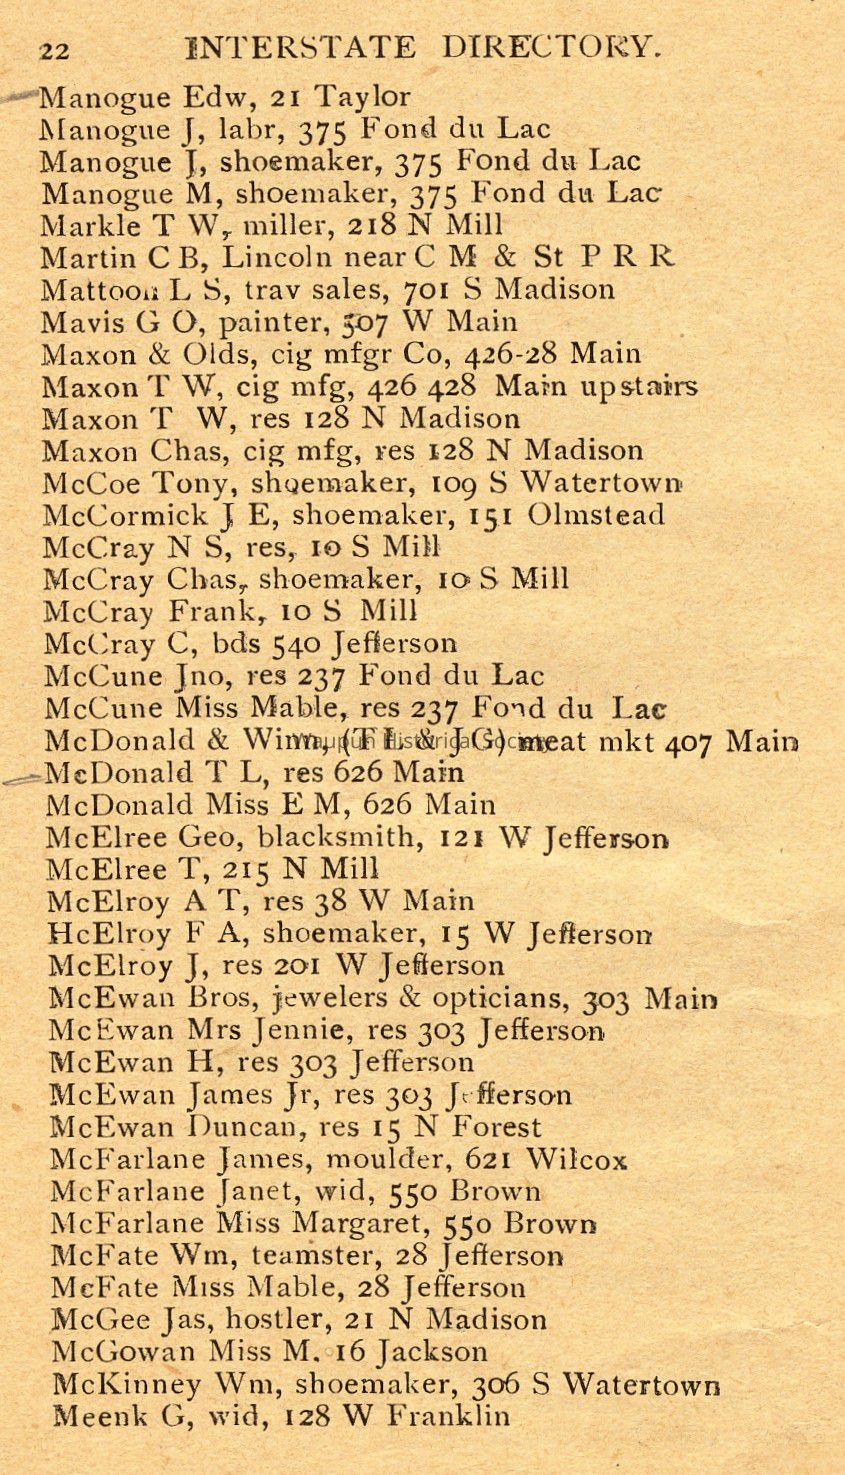 22 INTERSTATE DIRECTORY.
Manogue Edw, 21 Taylor
Manogue J, labr, 375 Fond du Lac
Manogue J, shoemaker, 375 Fond du Lac
Manogue M, shoemaker, 375 Fond du Lac
Markle T W, miller, 218 N Mill
Martin C B, Lincoln near C M & St P R R
Mattoon L S, trav sales, 701 S Madison
Mavis G O, painter, 507 W Main
Maxon & Olds, cig mfgr Co, 426-28 Main
Maxon T W, cig mfg, 426 428 Main upstairs
Maxon T W, res 128 N Madison
Maxon Chas, cig mfg, res 128 N Madison
McCoe Tony, shoemaker, 109 S Watertown
McCormick J E, shoemaker, 151 Olmstead
McCray N S, res, 10 S Mill
McCray Chas, shoemaker, 10 S Mill
McCray Frank, 10 S Mill
McCray C, bds 540 Jefferson
McCune Jno, res 237 Fond du Lac
McCune Miss Mable, res 237 Fond du Lac
McDonald & Winn, (T L & J G) meat mkt 407 Main
Waupun Historical Society
McDonald T L, res 626 Main
McDonald Miss E M, 626 Main
McElree Geo, blacksmith, 121 W Jefferson
McElree T, 215 N Mill
McElroy A T, res 38 W Main
HcElroy F A, shoemaker, 15 W Jefferson
McElroy J, res 201 W Jefferson
McEwan Bros, jewelers & opticians, 303 Main
McEwan Mrs Jennie, res 303 Jefferson
McEwan H, res 303 Jefferson
McEwan James Jr, res 303 Jefferson
McEwan Duncan, res 15 N Forest
McFarlane James, moulder, 621 Wilcox
McFarlane Janet, wid, 550 Brown
McFarlane Miss Margaret, 550 Brown
McFate Wm, teamster, 28 Jefferson
McFate Miss Mable, 28 Jefferson
McGee Jas, hostler, 21 N Madison
McGowan Miss M. 16 Jackson
McKinney Wm, shoemaker, 306 S Watertown
Meenk G, wid, 128 W Franklin